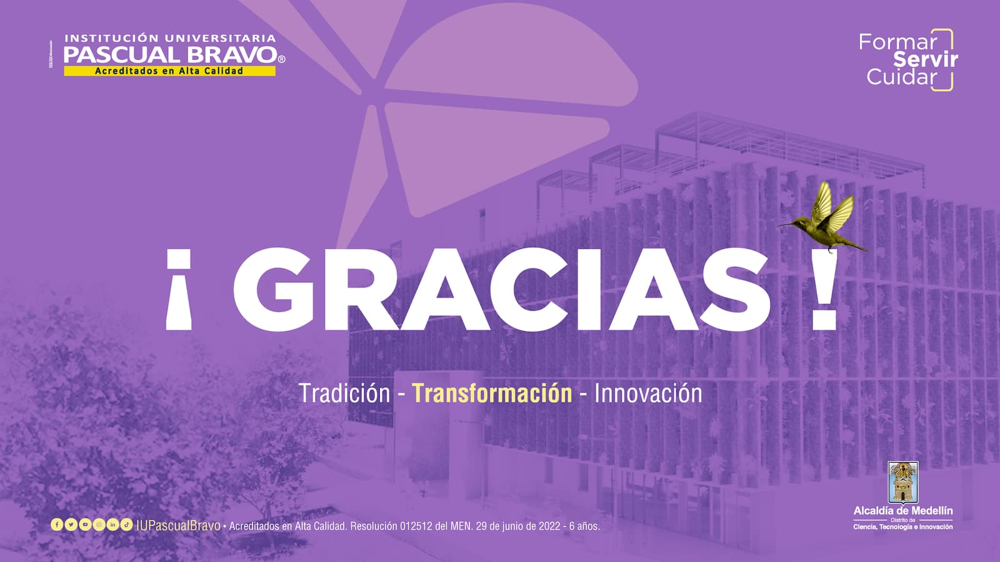 INSTITUCIÓN UNIVERSITARIA
PASCUAL BRAVO®
Acreditados en Alta Calidad
Formar
Servir
Cuidar
¡ GRACIAS !
Tradición - Transformación - Innovación
IUPascualBravo • Acreditados en Alta Calidad. Resolución 012512 del MEN. 29 de junio de 2022 - 6 años.
Alcaldía de Medellín
Distrito de
Ciencia, Tecnología e Innovación